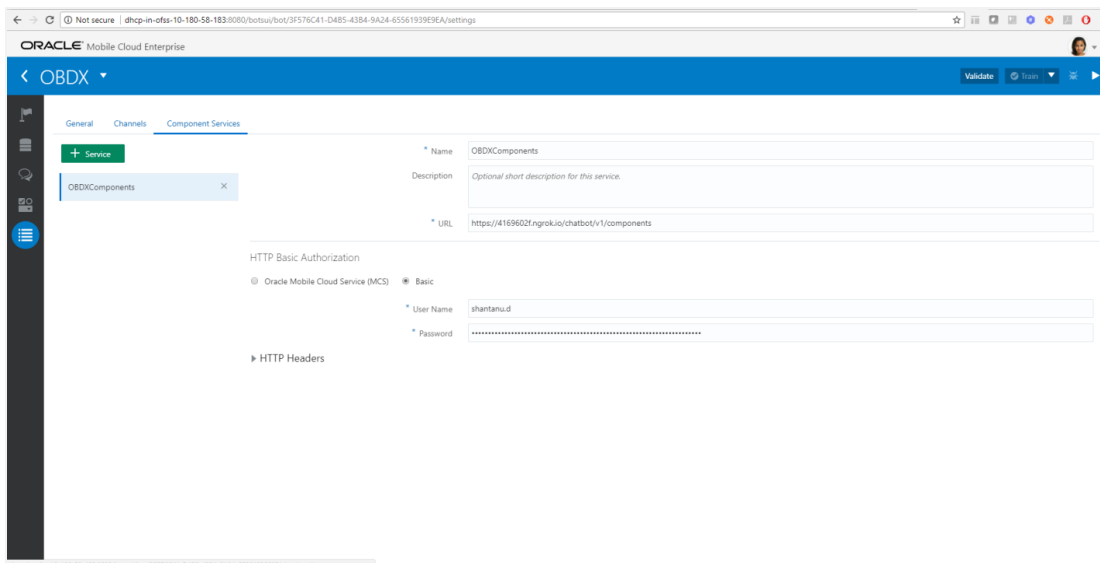 Not secure | dhcp-in-ofss-10-180-58-183:8080/botsui/bot/3F576C41-D4B5-4384-9A24-65561939E9EA/settings
ORACLE Mobile Cloud Enterprise
OBDX
Validate Train
General Channels Component Services
+ Service
* Name OBDXComponents
OBDXComponents ×
Description Optional short description for this service.
* URL https://4169602f.ngrok.io/chatbot/v1/components
HTTP Basic Authorization
Oracle Mobile Cloud Service (MCS) Basic
* User Name shantanu.d
* Password
HTTP Headers